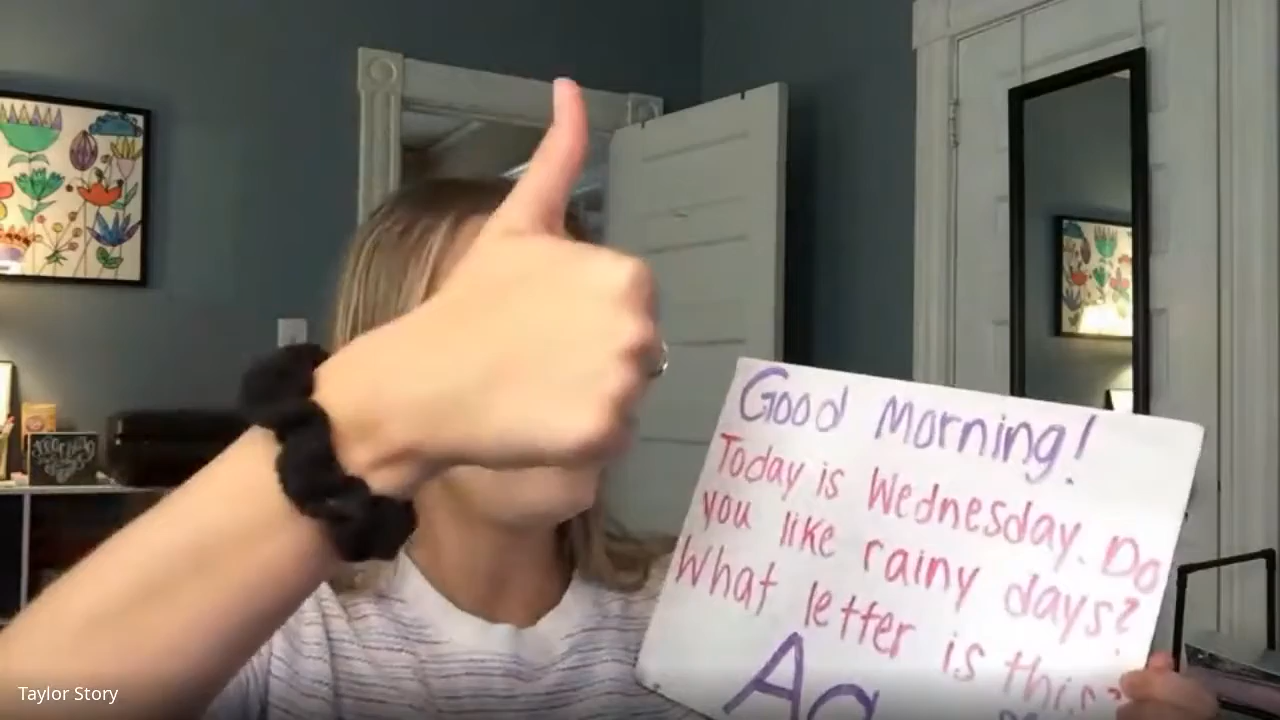 Good Morning!
Today is Wednesday. Do
you like rainy days?
What letter is this?
Aa
Taylor Story